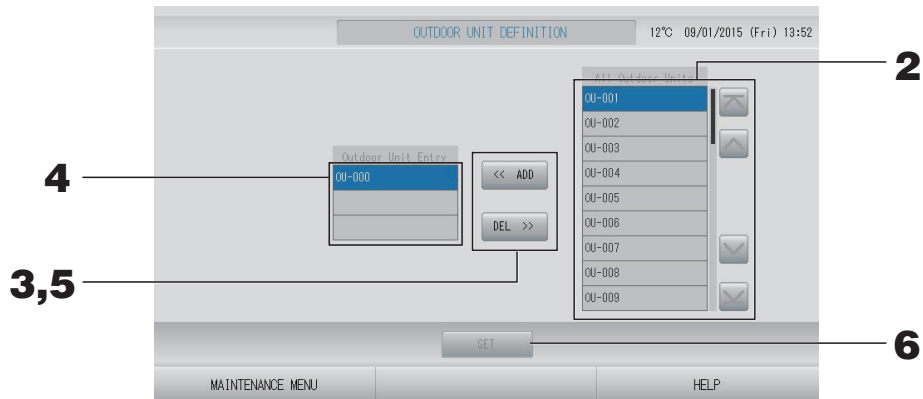 OUTDOOR UNIT DEFINITION
12°C 09/01/2015 (Fri) 13:52
2
All Outdoor Units
OU-001
OU-002
OU-003
OU-004
OU-005
OU-006
OU-007
OU-008
OU-009
Outdoor Unit Entry
4
OU-000
<< ADD
DEL >>
3,5
SET
6
MAINTENANCE MENU
HELP